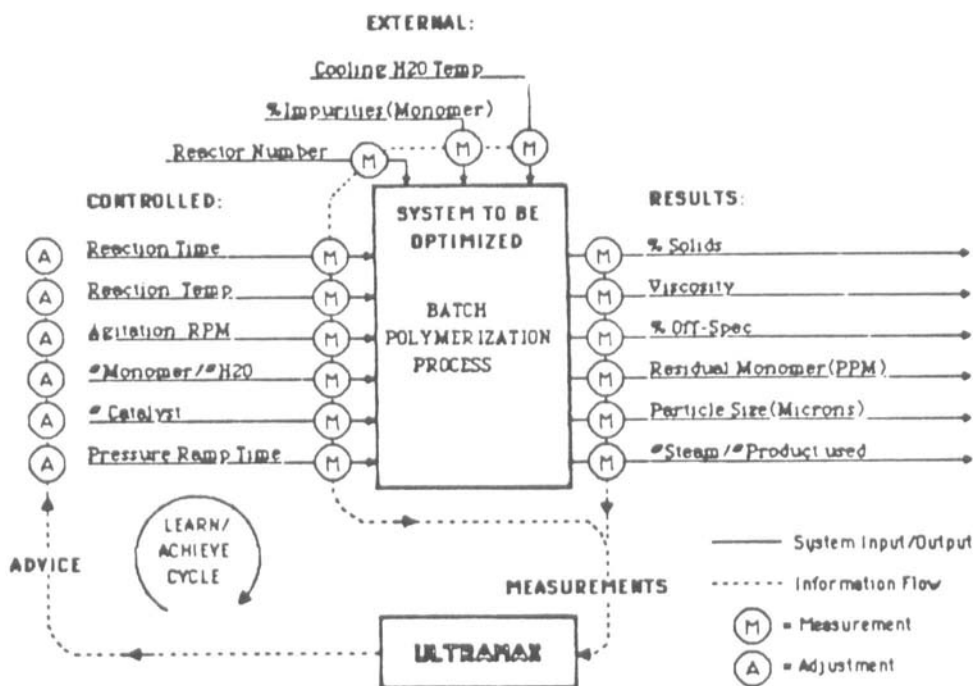 EXTERNAL:
Cooling H2O Temp
% Impurities(Monomer)
Reactor Number
M
M
M
CONTROLLED:
SYSTEM TO BE
OPTIMIZED
BATCH
POLYMERIZATION
PROCESS
RESULTS:
A Reaction Time M
A Reaction Temp M
A Agitation RPM M
A #Monomer/#H2O M
A # Catalyst M
A Pressure Ramp Time M
M % Solids
M Viscosity
M % Off-Spec
M Residual Monomer(PPM)
M Particle Size(Microns)
M #Steam/#Product used
LEARN/
ACHIEVE
CYCLE
ADVICE
MEASUREMENTS
ULTRAMAX
System Input/Output
Information Flow
M = Measurement
A = Adjustment